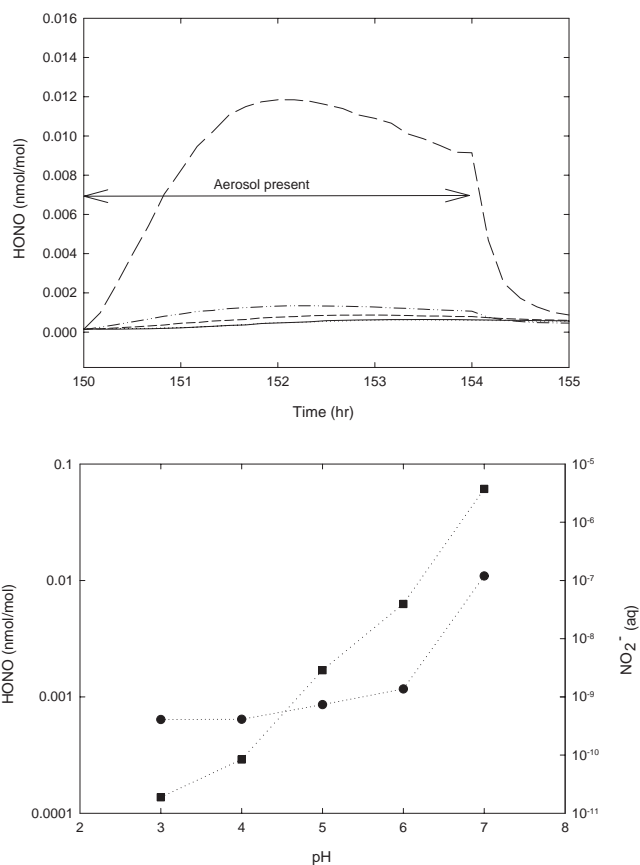 0.016
0.014
0.012
0.010
0.008
0.006
0.004
0.002
0.000
HONO (nmol/mol)
Aerosol present
150 151 152 153 154 155
Time (hr)
0.1
0.01
0.001
0.0001
HONO (nmol/mol)
10⁻⁵
10⁻⁶
10⁻⁷
10⁻⁸
10⁻⁹
10⁻¹⁰
10⁻¹¹
NO₂⁻ (aq)
2 3 4 5 6 7 8
pH